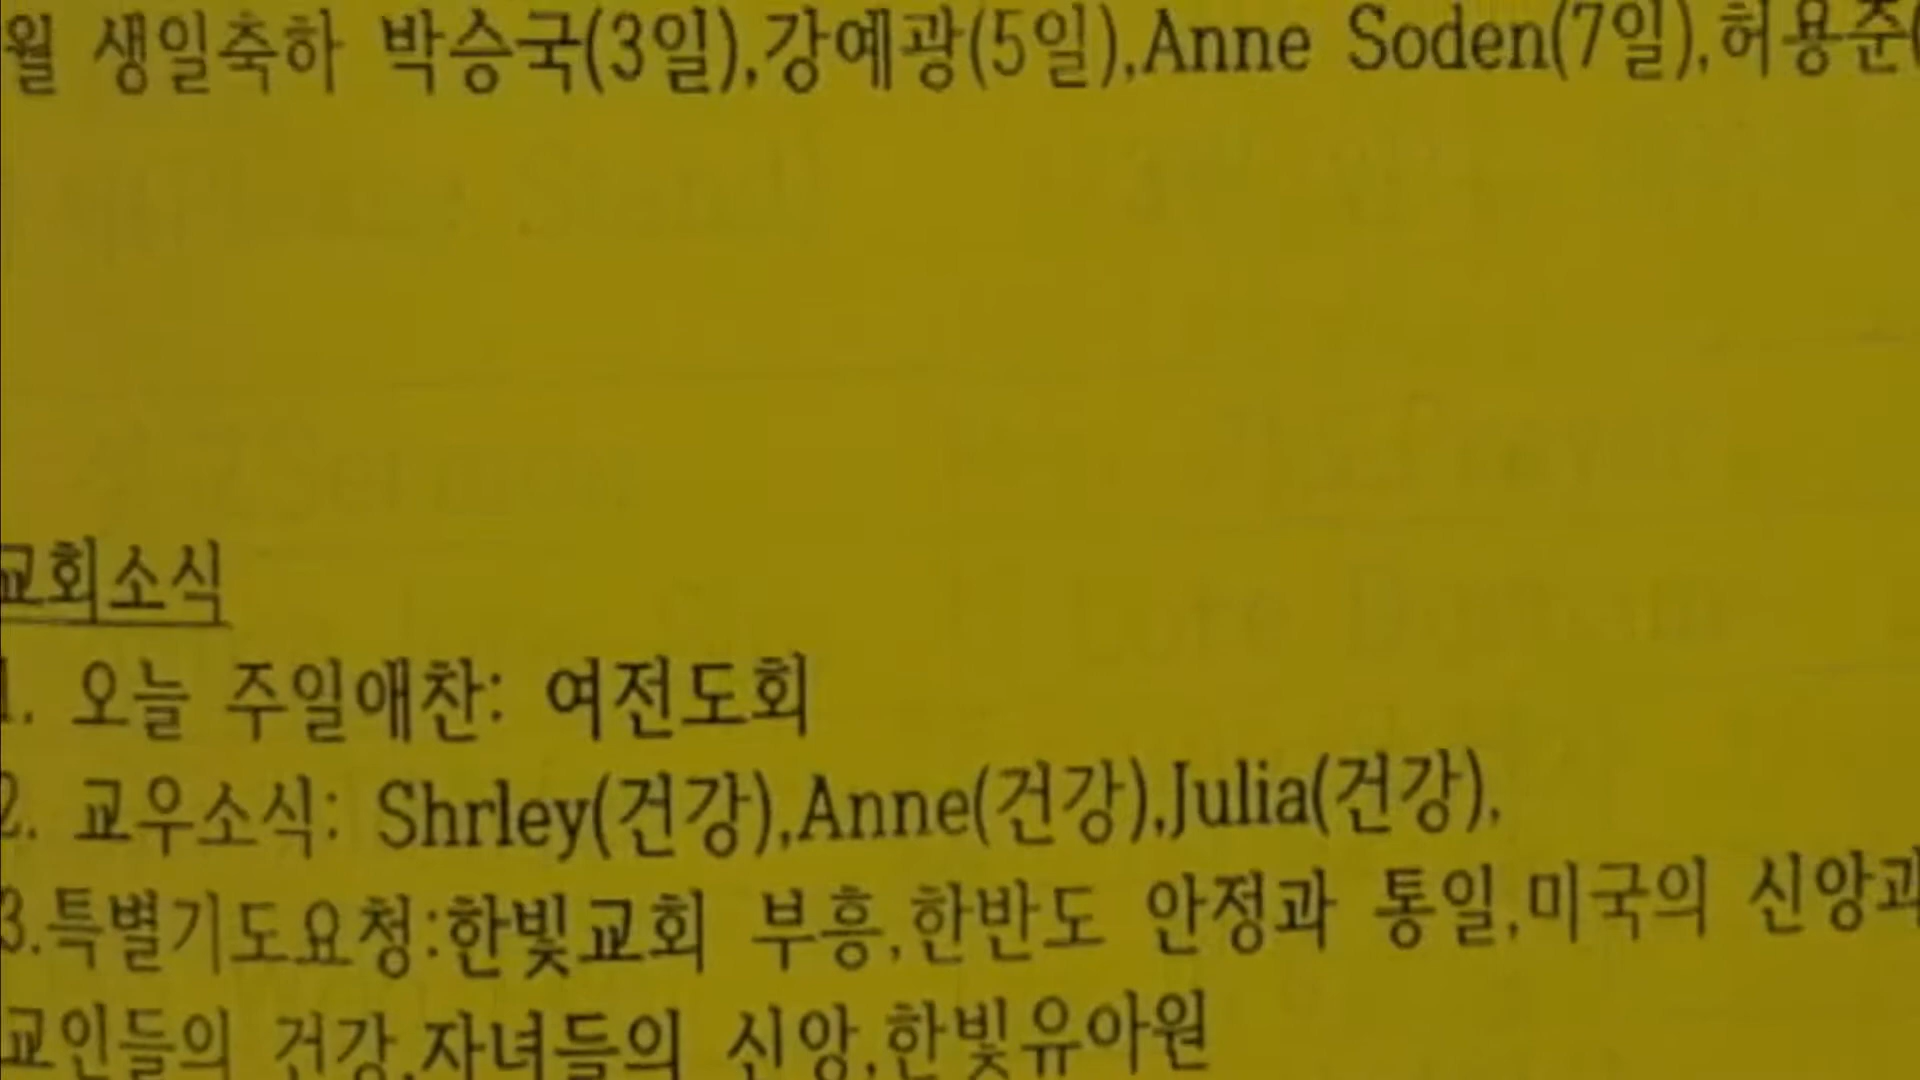 월 생일축하 박승국(3일),강예광(5일),Anne Soden(7일),허용준(
교회소식
1. 오늘 주일애찬: 여전도회
2. 교우소식: Shrley(건강),Anne(건강),Julia(건강),
3.특별기도요청:한빛교회 부흥,한반도 안정과 통일,미국의 신앙과
교인들의 건강,자녀들의 신앙,한빛유아원